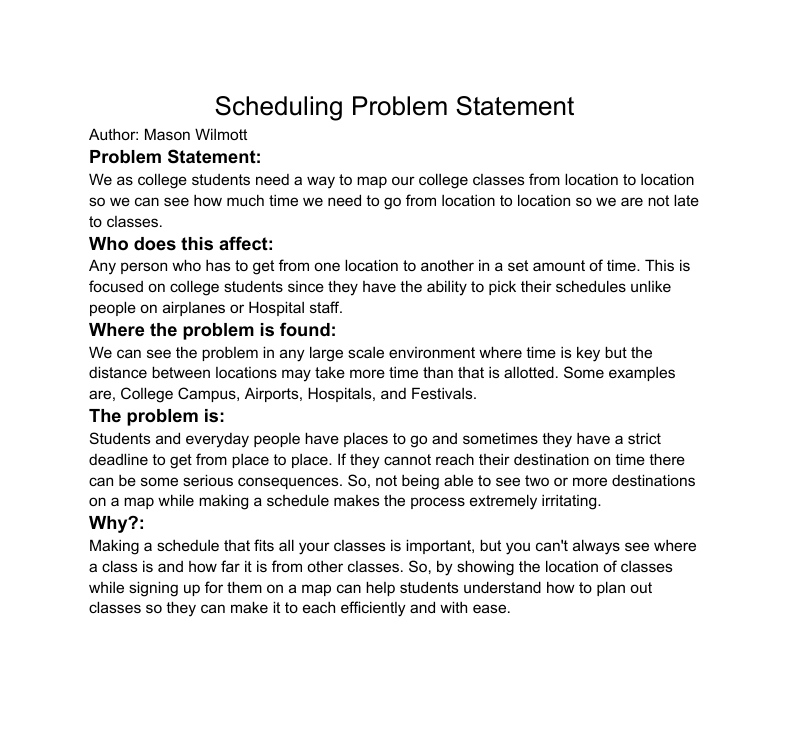 Scheduling Problem Statement
Author: Mason Wilmott
Problem Statement:
We as college students need a way to map our college classes from location to location
so we can see how much time we need to go from location to location so we are not late
to classes.
Who does this affect:
Any person who has to get from one location to another in a set amount of time. This is
focused on college students since they have the ability to pick their schedules unlike
people on airplanes or Hospital staff.
Where the problem is found:
We can see the problem in any large scale environment where time is key but the
distance between locations may take more time than that is allotted. Some examples
are, College Campus, Airports, Hospitals, and Festivals.
The problem is:
Students and everyday people have places to go and sometimes they have a strict
deadline to get from place to place. If they cannot reach their destination on time there
can be some serious consequences. So, not being able to see two or more destinations
on a map while making a schedule makes the process extremely irritating.
Why?:
Making a schedule that fits all your classes is important, but you can't always see where
a class is and how far it is from other classes. So, by showing the location of classes
while signing up for them on a map can help students understand how to plan out
classes so they can make it to each efficiently and with ease.